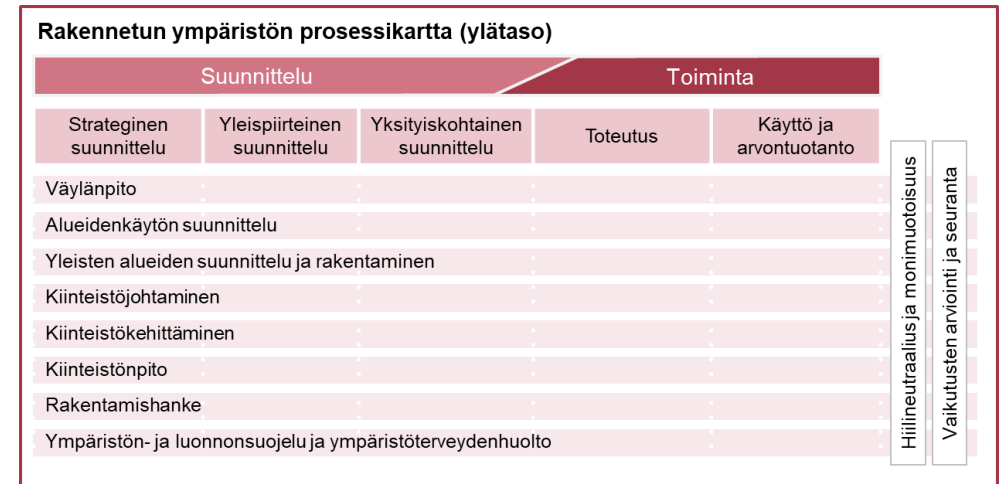 Rakennetun ympäristön prosessikartta (ylätaso)
Suunnittelu
Toiminta
Strateginen
suunnittelu
Yleispiirteinen
suunnittelu
Yksityiskohtainen
suunnittelu
Toteutus
Käyttö ja
arvontuotanto
Väylänpito
Alueidenkäytön suunnittelu
Yleisten alueiden suunnittelu ja rakentaminen
Kiinteistöjohtaminen
Kiinteistökehittäminen
Kiinteistönpito
Rakentamishanke
Ympäristön- ja luonnonsuojelu ja ympäristöterveydenhuolto
Hiilineutraalius ja monimuotoisuus
Vaikutusten arviointi ja seuranta